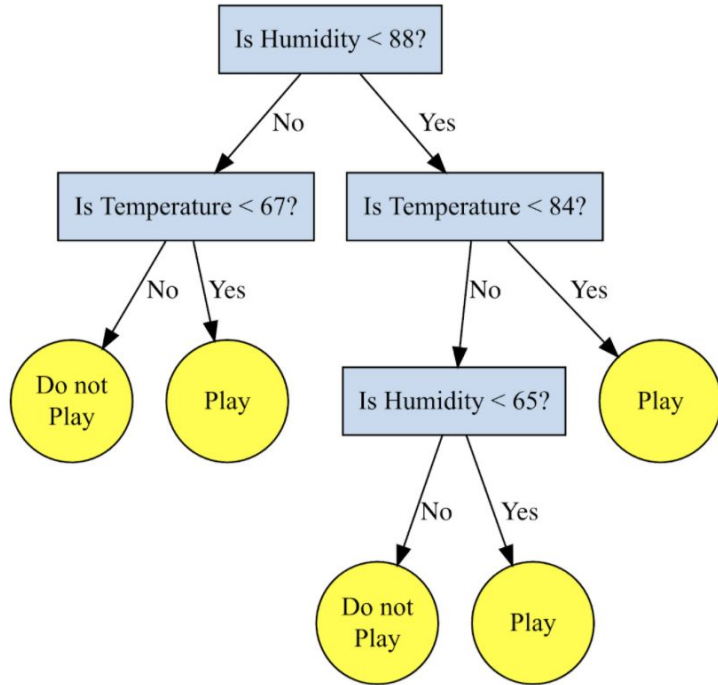 Is Humidity < 88?
No
Yes
Is Temperature < 67?
Is Temperature < 84?
No
Yes
No
Yes
Do not
Play
Play
Is Humidity < 65?
Play
No
Yes
Do not
Play
Play